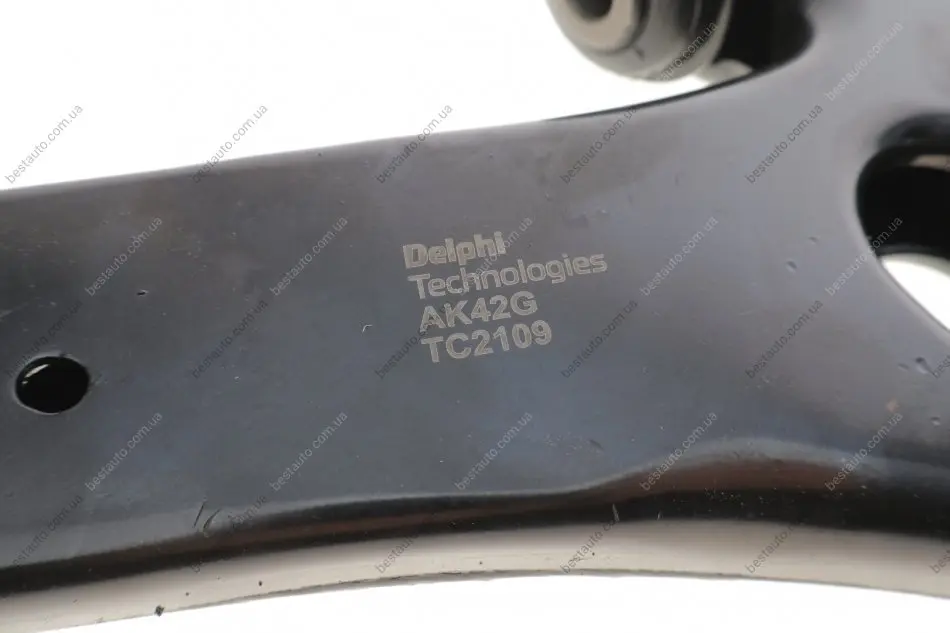 Delphi
Technologies
AK42G
TC2109
bestauto.com.ua